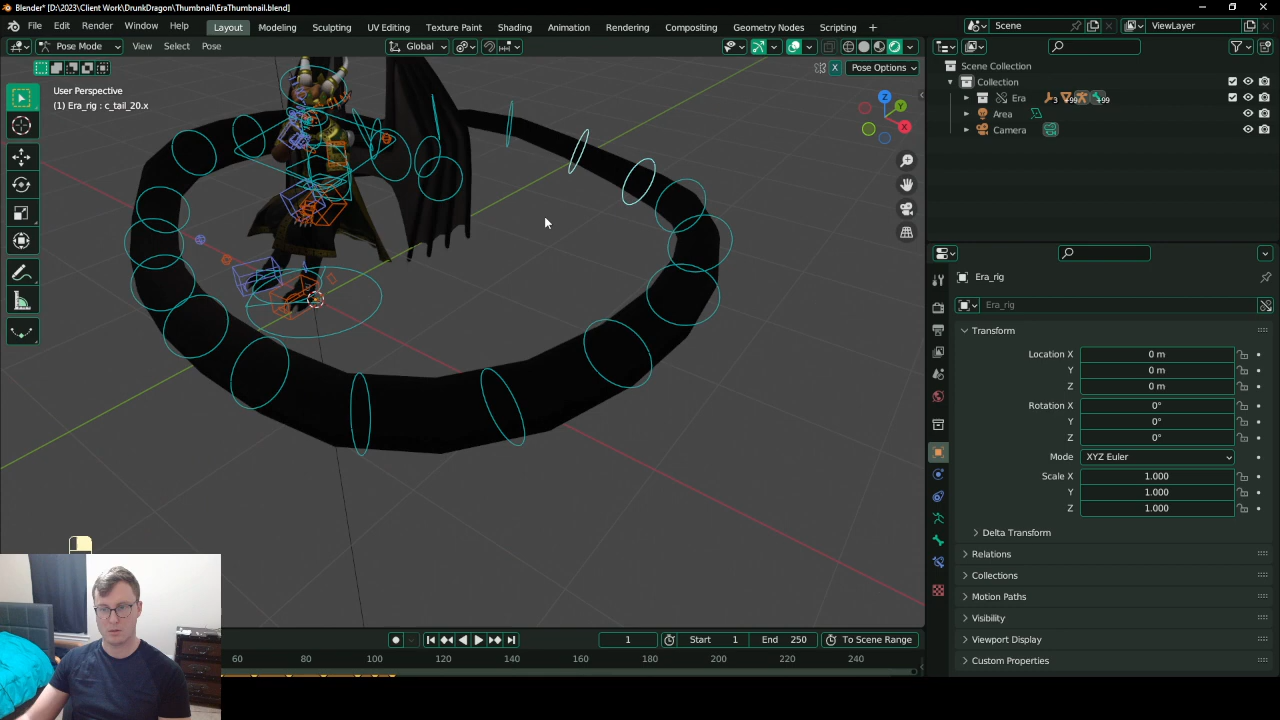 Blender* [D:\2023\Client Work\DrunkDragon\Thumbnail\EraThumbnail.blend]
File Edit Render Window Help Layout Modeling Sculpting UV Editing Texture Paint Shading Animation Rendering Compositing Geometry Nodes Scripting + Scene ViewLayer
Pose Mode View Select Pose Global
X Pose Options
User Perspective
(1) Era_rig : c_tail_20.x
Z
Y
X
Scene Collection
Collection
Era 3 +99 +99
Area
Camera
Era_rig
Era_rig
Transform
Location X 0 m
Y 0 m
Z 0 m
Rotation X 0°
Y 0°
Z 0°
Mode XYZ Euler
Scale X 1.000
Y 1.000
Z 1.000
Delta Transform
Relations
Collections
Motion Paths
Visibility
Viewport Display
Custom Properties
1 Start 1 End 250 To Scene Range
60 80 100 120 140 160 180 200 220 240